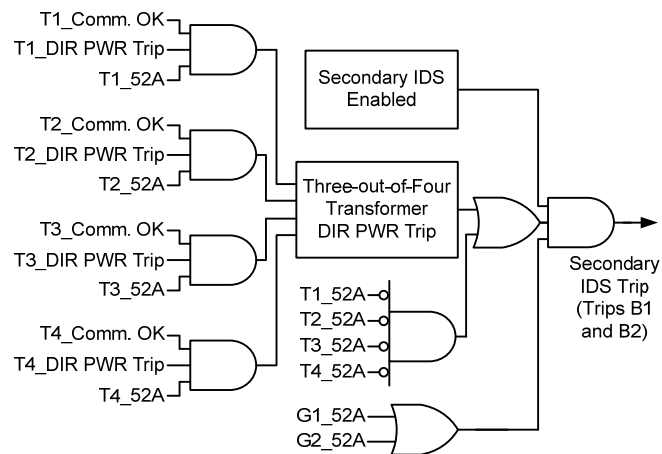 T1_Comm. OK
T1_DIR PWR Trip
T1_52A
T2_Comm. OK
T2_DIR PWR Trip
T2_52A
T3_Comm. OK
T3_DIR PWR Trip
T3_52A
T4_Comm. OK
T4_DIR PWR Trip
T4_52A
Secondary IDS
Enabled
Three-out-of-Four
Transformer
DIR PWR Trip
T1_52A
T2_52A
T3_52A
T4_52A
G1_52A
G2_52A
Secondary
IDS Trip
(Trips B1
and B2)